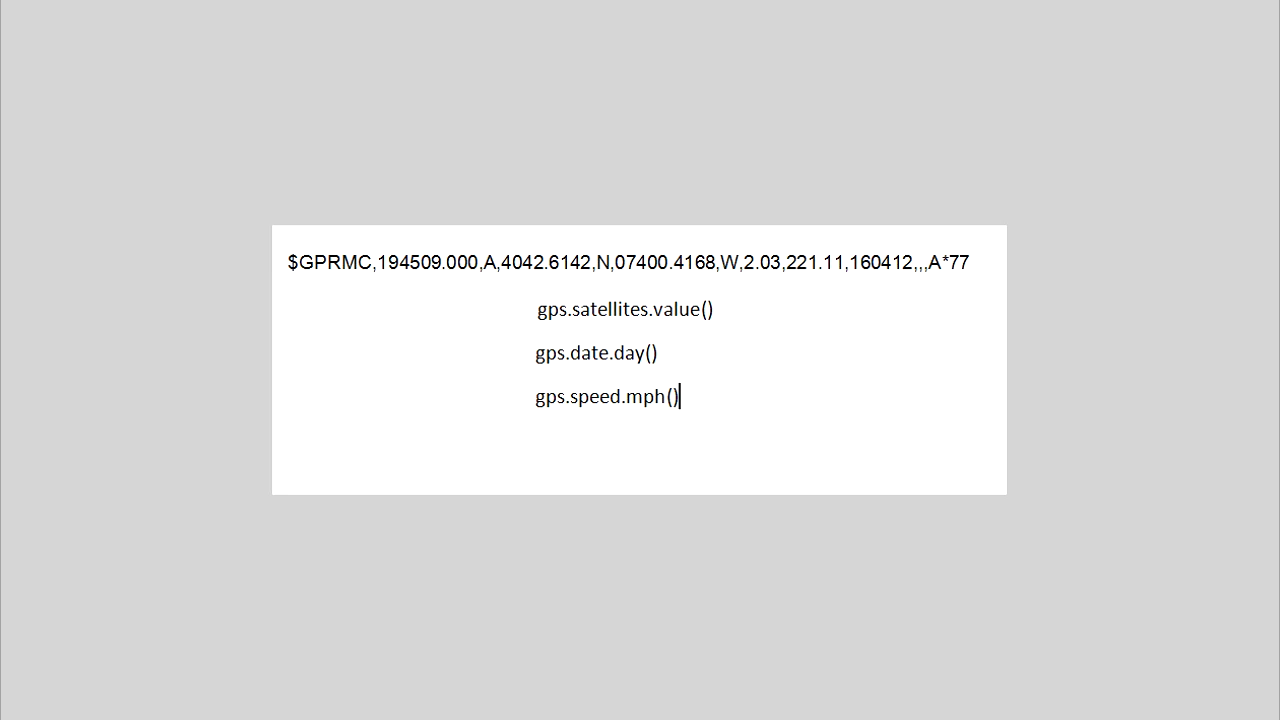 $GPRMC,194509.000,A,4042.6142,N,07400.4168,W,2.03,221.11,160412,,,A*77
gps.satellites.value()
gps.date.day()
gps.speed.mph()